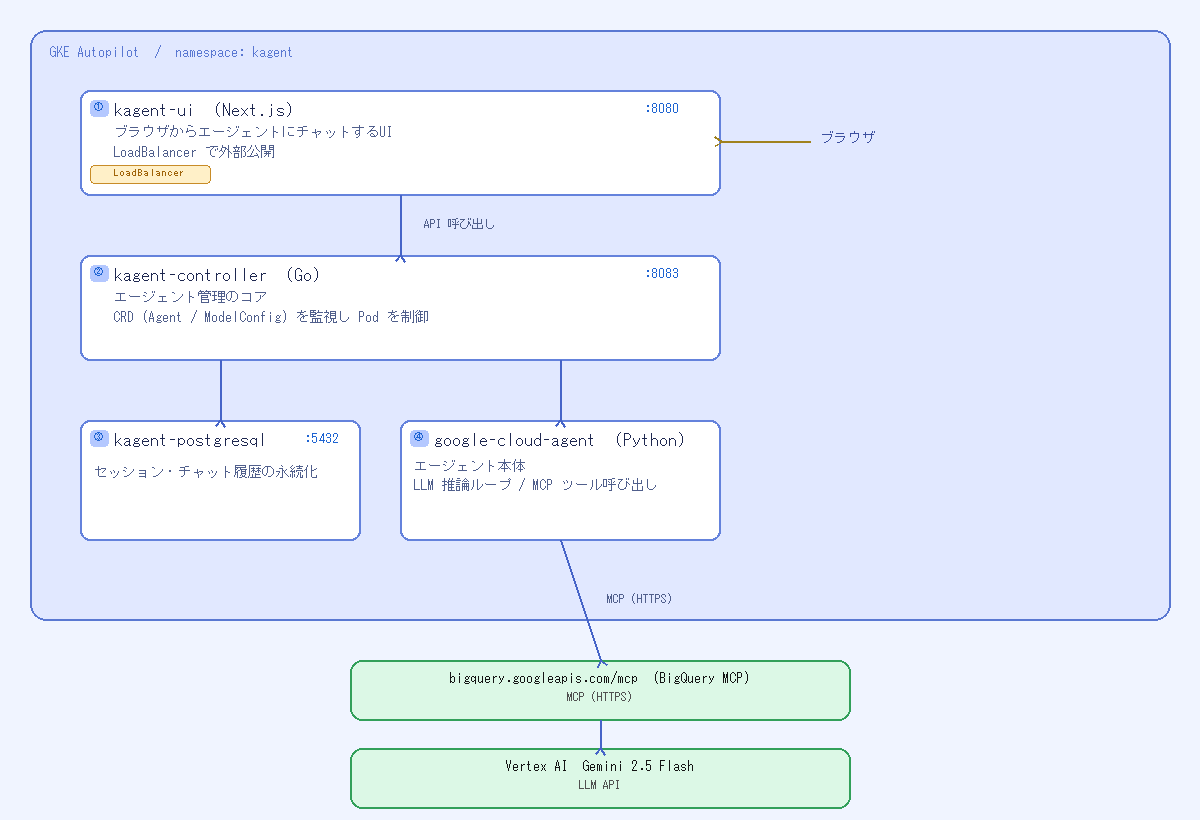 GKE Autopilot / namespace: kagent
① kagent-ui (Next.js) :8080
ブラウザからエージェントにチャットするUI
LoadBalancer で外部公開
LoadBalancer
ブラウザ
API 呼び出し
② kagent-controller (Go) :8083
エージェント管理のコア
CRD (Agent / ModelConfig) を監視し Pod を制御
③ kagent-postgresql :5432
セッション・チャット履歴の永続化
④ google-cloud-agent (Python)
エージェント本体
LLM 推論ループ / MCP ツール呼び出し
MCP (HTTPS)
bigquery.googleapis.com/mcp (BigQuery MCP)
MCP (HTTPS)
Vertex AI Gemini 2.5 Flash
LLM API